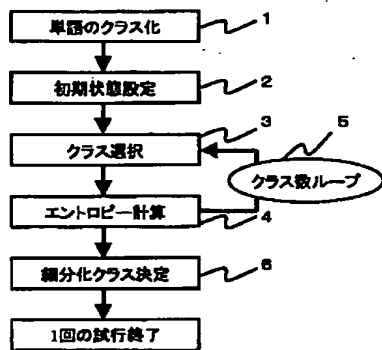 単語のクラス化
1
初期状態設定
2
クラス選択
3
クラス数ループ
5
エントロピー計算
4
細分化クラス決定
6
1回の試行終了